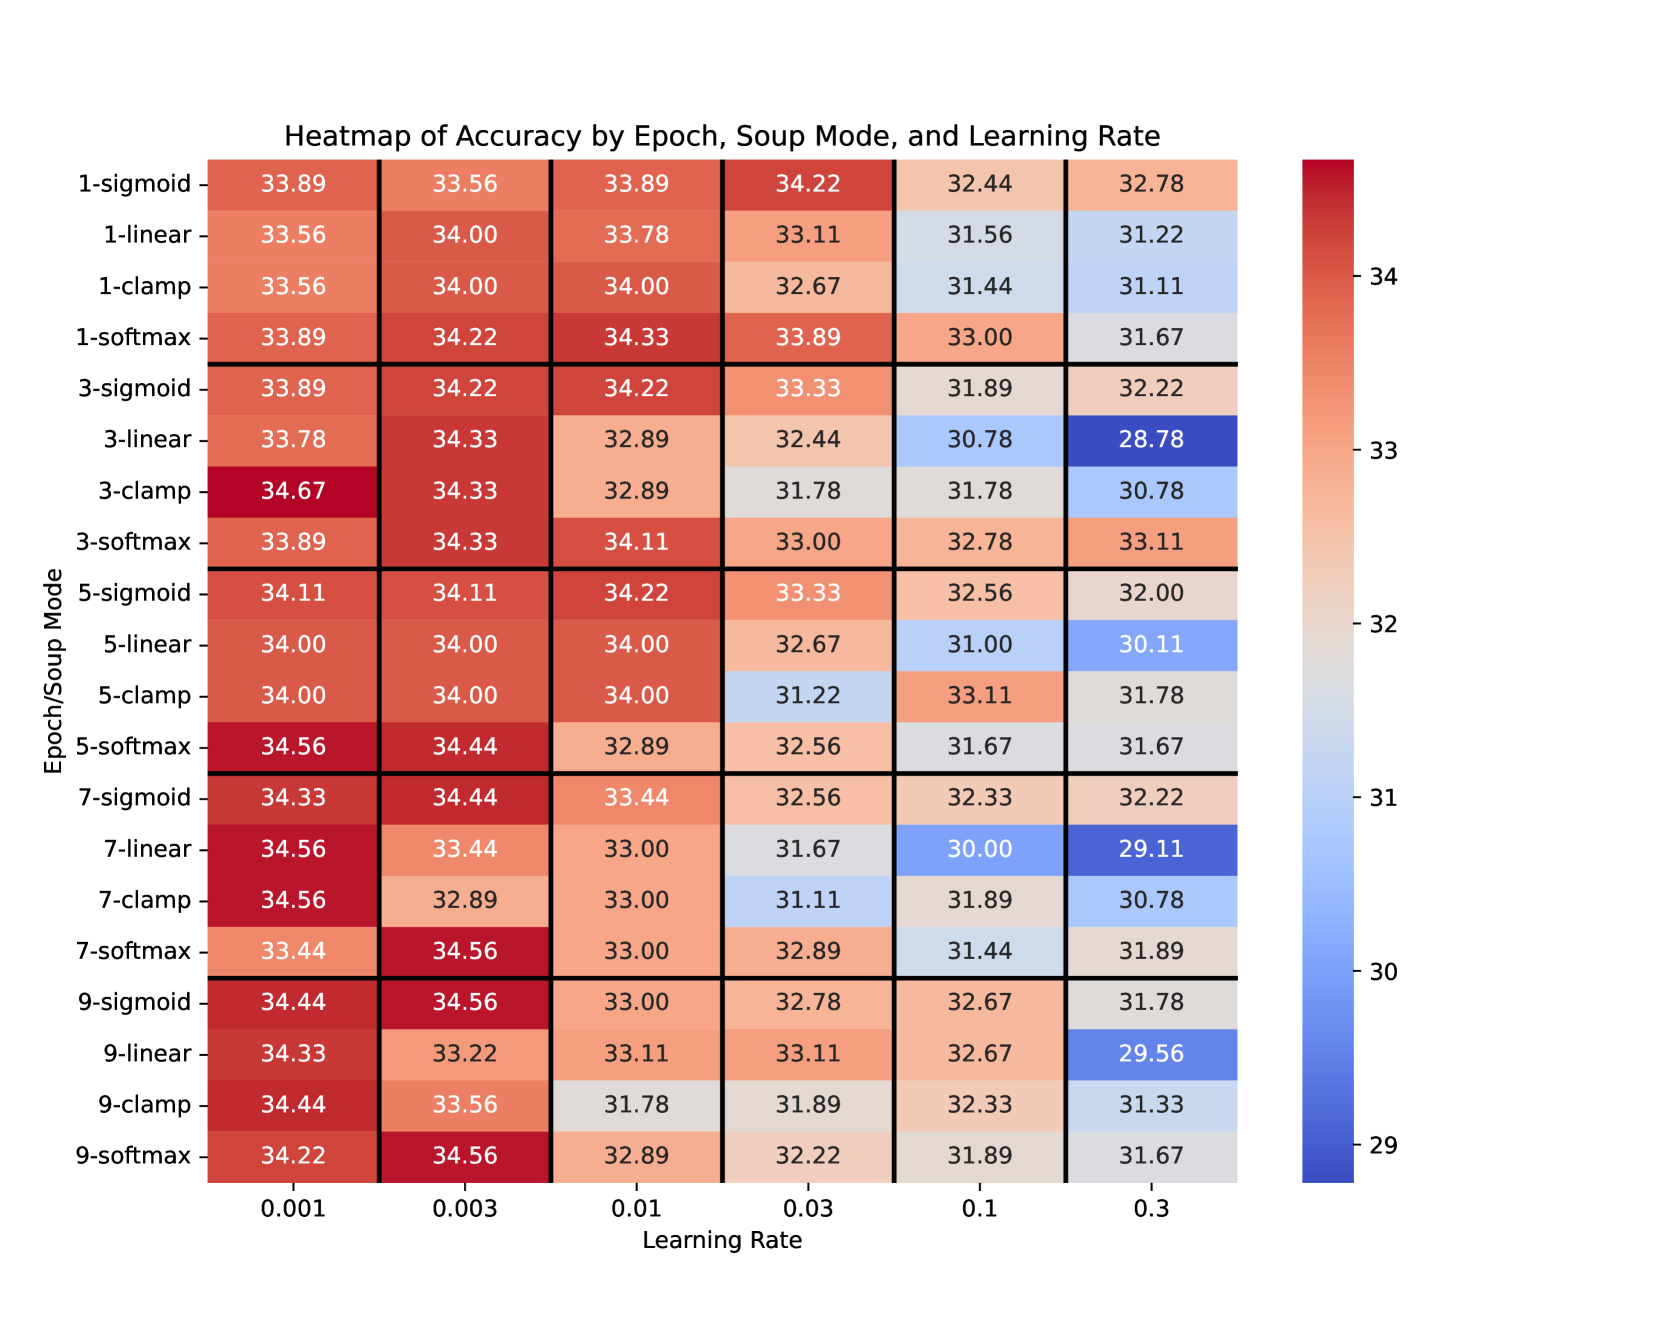 Heatmap of Accuracy by Epoch, Soup Mode, and Learning Rate
1-sigmoid 33.89 33.56 33.89 34.22 32.44 32.78
1-linear 33.56 34.00 33.78 33.11 31.56 31.22
1-clamp 33.56 34.00 34.00 32.67 31.44 31.11
1-softmax 33.89 34.22 34.33 33.89 33.00 31.67
3-sigmoid 33.89 34.22 34.22 33.33 31.89 32.22
3-linear 33.78 34.33 32.89 32.44 30.78 28.78
3-clamp 34.67 34.33 32.89 31.78 31.78 30.78
3-softmax 33.89 34.33 34.11 33.00 32.78 33.11
5-sigmoid 34.11 34.11 34.22 33.33 32.56 32.00
5-linear 34.00 34.00 34.00 32.67 31.00 30.11
5-clamp 34.00 34.00 34.00 31.22 33.11 31.78
5-softmax 34.56 34.44 32.89 32.56 31.67 31.67
7-sigmoid 34.33 34.44 33.44 32.56 32.33 32.22
7-linear 34.56 33.44 33.00 31.67 30.00 29.11
7-clamp 34.56 32.89 33.00 31.11 31.89 30.78
7-softmax 33.44 34.56 33.00 32.89 31.44 31.89
9-sigmoid 34.44 34.56 33.00 32.78 32.67 31.78
9-linear 34.33 33.22 33.11 33.11 32.67 29.56
9-clamp 34.44 33.56 31.78 31.89 32.33 31.33
9-softmax 34.22 34.56 32.89 32.22 31.89 31.67
0.001 0.003 0.01 0.03 0.1 0.3
Learning Rate
Epoch/Soup Mode
34
33
32
31
30
29